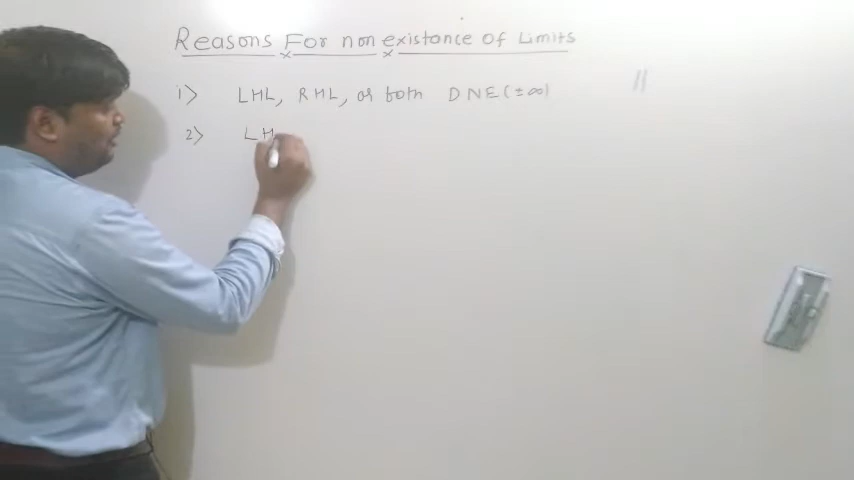 Reasons For non existance of Limits
1> LHL, RHL, or both DNE (±∞)
2> LH